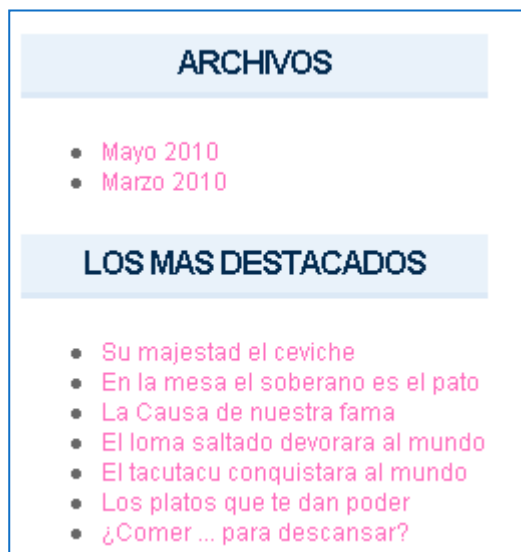 ARCHIVOS
Mayo 2010
Marzo 2010
LOS MAS DESTACADOS
Su majestad el ceviche
En la mesa el soberano es el pato
La Causa de nuestra fama
El loma saltado devorara al mundo
El tacutacu conquistara al mundo
Los platos que te dan poder
¿Comer ... para descansar?